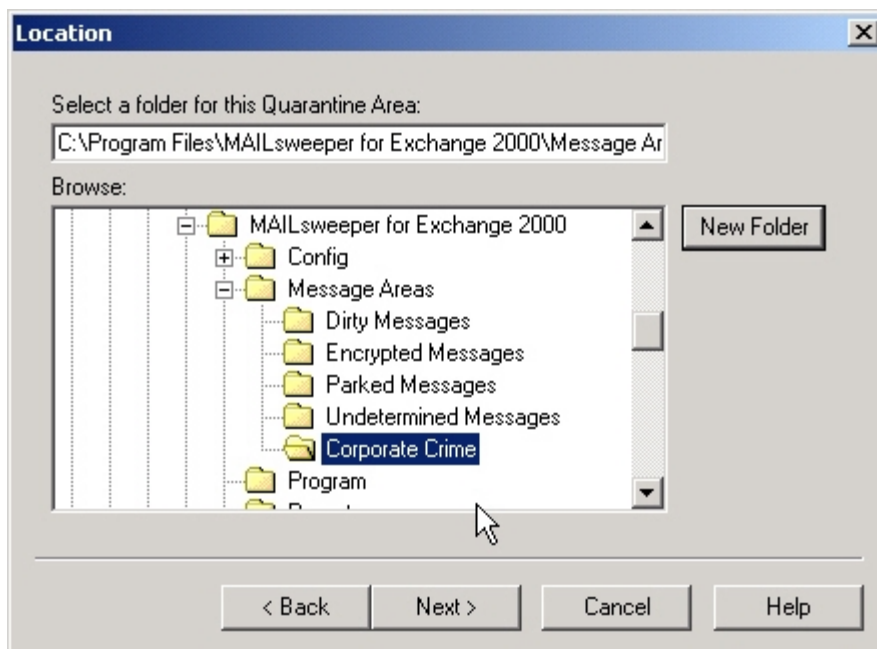 Location
Select a folder for this Quarantine Area:
C:\Program Files\MAILsweeper for Exchange 2000\Message Ar
Browse:
MAILsweeper for Exchange 2000
New Folder
Config
Message Areas
Dirty Messages
Encrypted Messages
Parked Messages
Undetermined Messages
Corporate Crime
Program
< Back
Next >
Cancel
Help